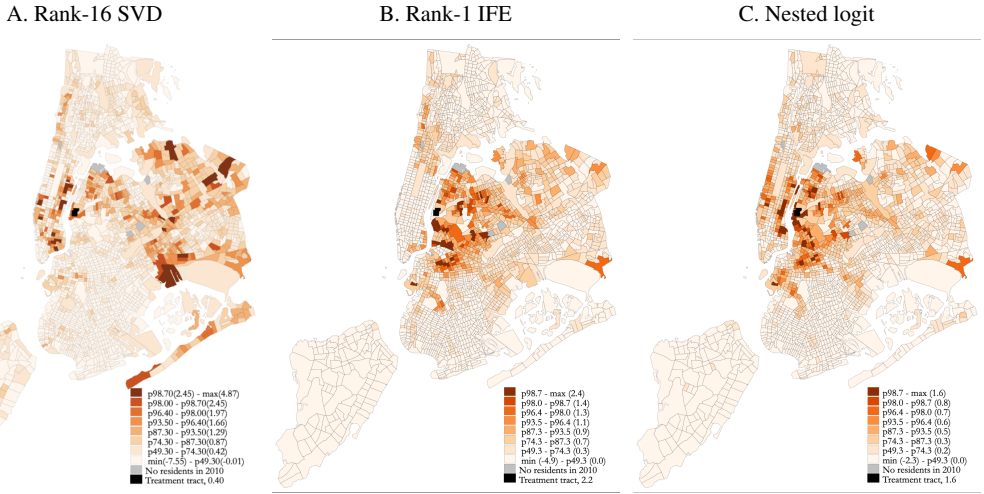 A. Rank-16 SVD
B. Rank-1 IFE
C. Nested logit
p98.70(2.45) - max(4.87)
p98.00 - p98.70(2.45)
p96.40 - p98.00(1.97)
p93.50 - p96.40(1.66)
p87.30 - p93.50(1.29)
p74.30 - p87.30(0.87)
p49.30 - p74.30(0.42)
min(-7.55) - p49.30(-0.01)
No residents in 2010
Treatment tract, 0.40
p98.7 - max (2.4)
p98.0 - p98.7 (1.4)
p96.4 - p98.0 (1.3)
p93.5 - p96.4 (1.1)
p87.3 - p93.5 (0.9)
p74.3 - p87.3 (0.7)
p49.3 - p74.3 (0.3)
min (-4.9) - p49.3 (0.0)
No residents in 2010
Treatment tract, 2.2
p98.7 - max (1.6)
p98.0 - p98.7 (0.8)
p96.4 - p98.0 (0.7)
p93.5 - p96.4 (0.6)
p87.3 - p93.5 (0.5)
p74.3 - p87.3 (0.3)
p49.3 - p74.3 (0.2)
min (-2.3) - p49.3 (0.0)
No residents in 2010
Treatment tract, 1.6